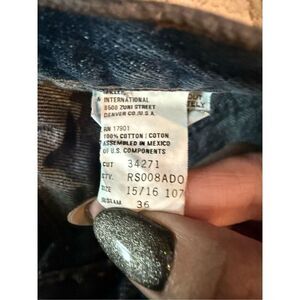 INTERNATIONAL
8500 ZUNI STREET
DENVER CO./U.S.A.
OUT
RN 17901
100% COTTON | COTON
ASSEMBLED IN MEXICO
OF U.S. COMPONENTS
CUT 34271
STY. RS008ADO
SIZE 15/16 107
36